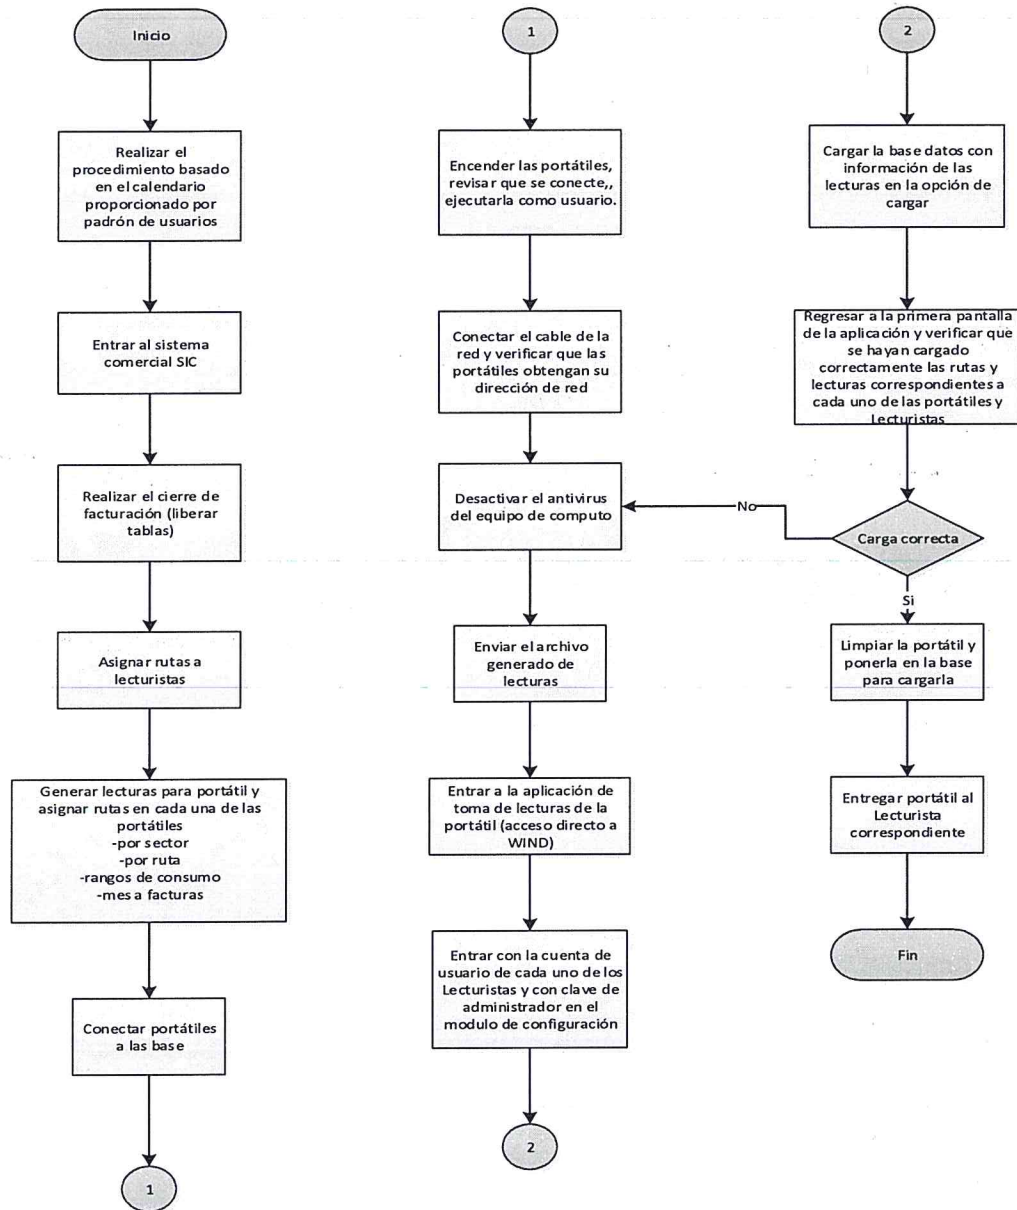 Inicio
Realizar el
procedimiento basado
en el calendario
proporcionado por
padrón de usuarios
Entrar al sistema
comercial SIC
Realizar el cierre de
facturación (liberar
tablas)
Asignar rutas a
lecturistas
Generar lecturas para portátil y
asignar rutas en cada una de las
portátiles
-por sector
-por ruta
-rangos de consumo
-mes a facturas
Conectar portátiles
a las base
1
1
Encender las portátiles,
revisar que se conecte,,
ejecutarla como usuario.
Conectar el cable de la
red y verificar que las
portátiles obtengan su
dirección de red
Desactivar el antivirus
del equipo de computo
Enviar el archivo
generado de
lecturas
Entrar a la aplicación de
toma de lecturas de la
portátil (acceso directo a
WIND)
Entrar con la cuenta de
usuario de cada uno de los
Lecturistas y con clave de
administrador en el
modulo de configuración
2
2
Cargar la base datos con
información de las
lecturas en la opción de
cargar
Regresar a la primera pantalla
de la aplicación y verificar que
se hayan cargado
correctamente las rutas y
lecturas correspondientes a
cada uno de las portátiles y
Lecturistas
Carga correcta
No
Si
Limpiar la portátil y
ponerla en la base
para cargarla
Entregar portátil al
Lecturista
correspondiente
Fin